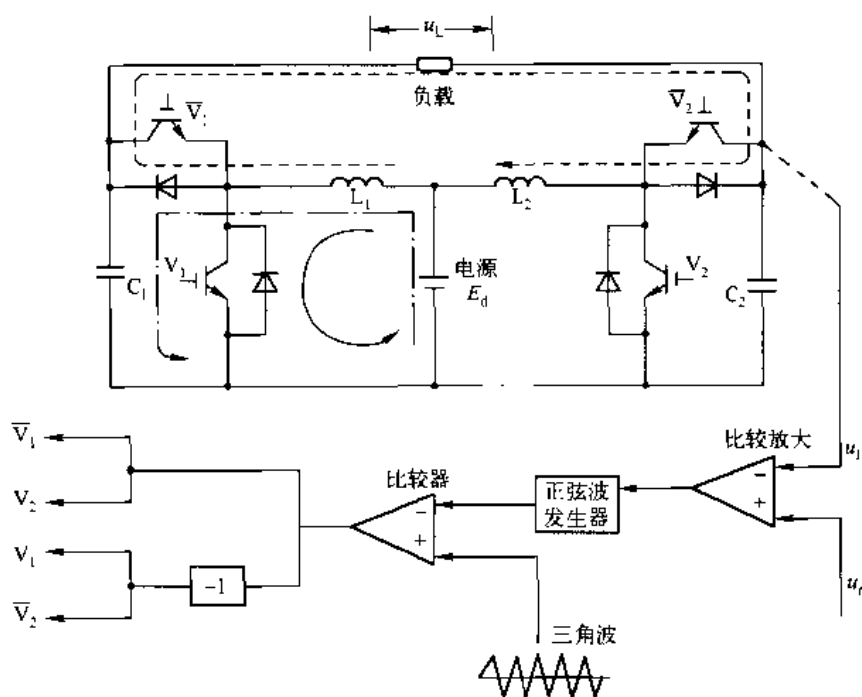 u_L
负载
V̅₁
V̅₂
L₁
L₂
V₁
C₁
电源
E_d
V₂
C₂
V̅₁
V₂
V₁
V̅₂
-1
比较器
−
+
正弦波
发生器
比较放大
−
+
u_f
u_r
三角波